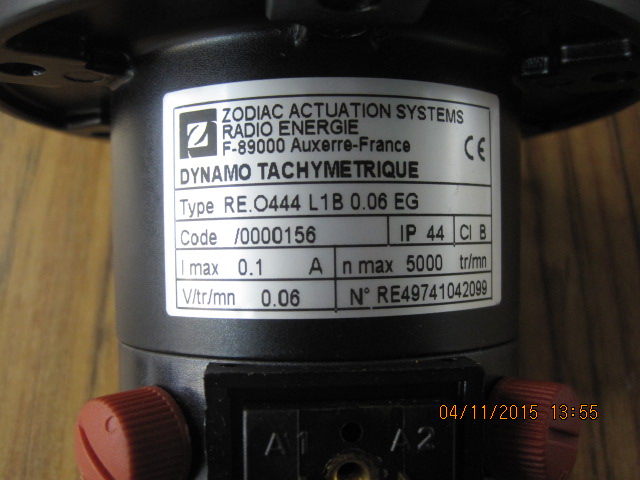 Z
ZODIAC ACTUATION SYSTEMS
RADIO ENERGIE
F-89000 Auxerre-France
CE
DYNAMO TACHYMETRIQUE
Type RE.O444 L1B 0.06 EG
Code /0000156 IP 44 Cl B
I max 0.1 A n max 5000 tr/mn
V/tr/mn 0.06 N° RE49741042099
04/11/2015 13:55
A1 A2